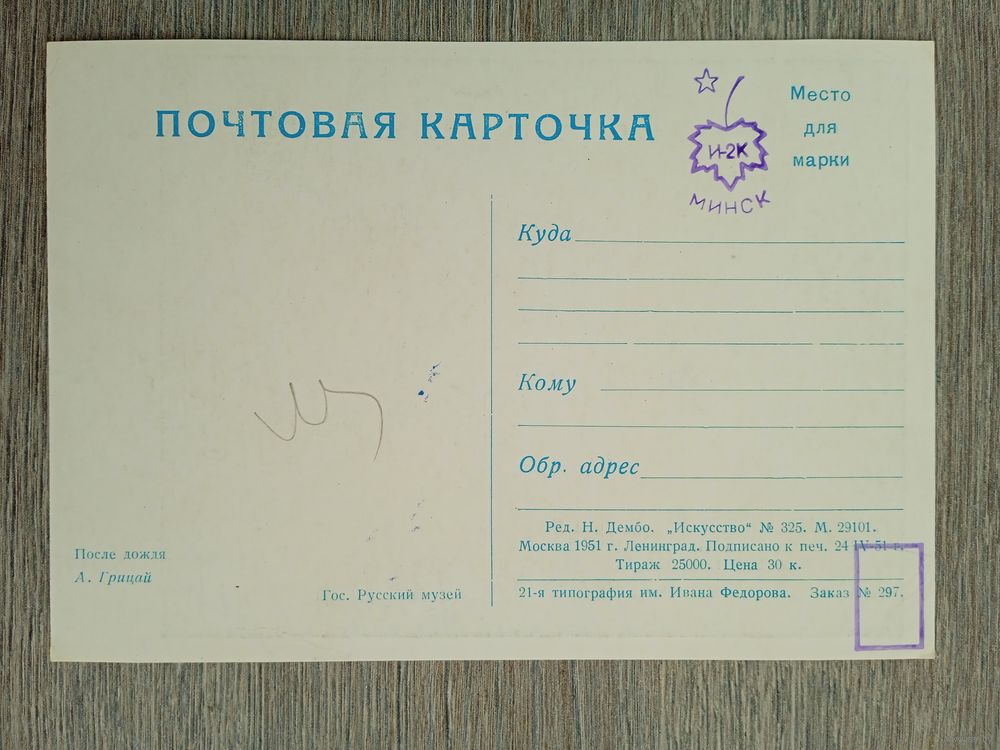 ПОЧТОВАЯ КАРТОЧКА
И-2К
МИНСК
Место
для
марки
Куда
Кому
Обр. адрес
Ред. Н. Дембо. „Искусство“ № 325. М. 29101.
Москва 1951 г. Ленинград. Подписано к печ. 24 IV-51 г.
Тираж 25000. Цена 30 к.
21-я типография им. Ивана Федорова. Заказ № 297.
После дождя
А. Грицай
Гос. Русский музей